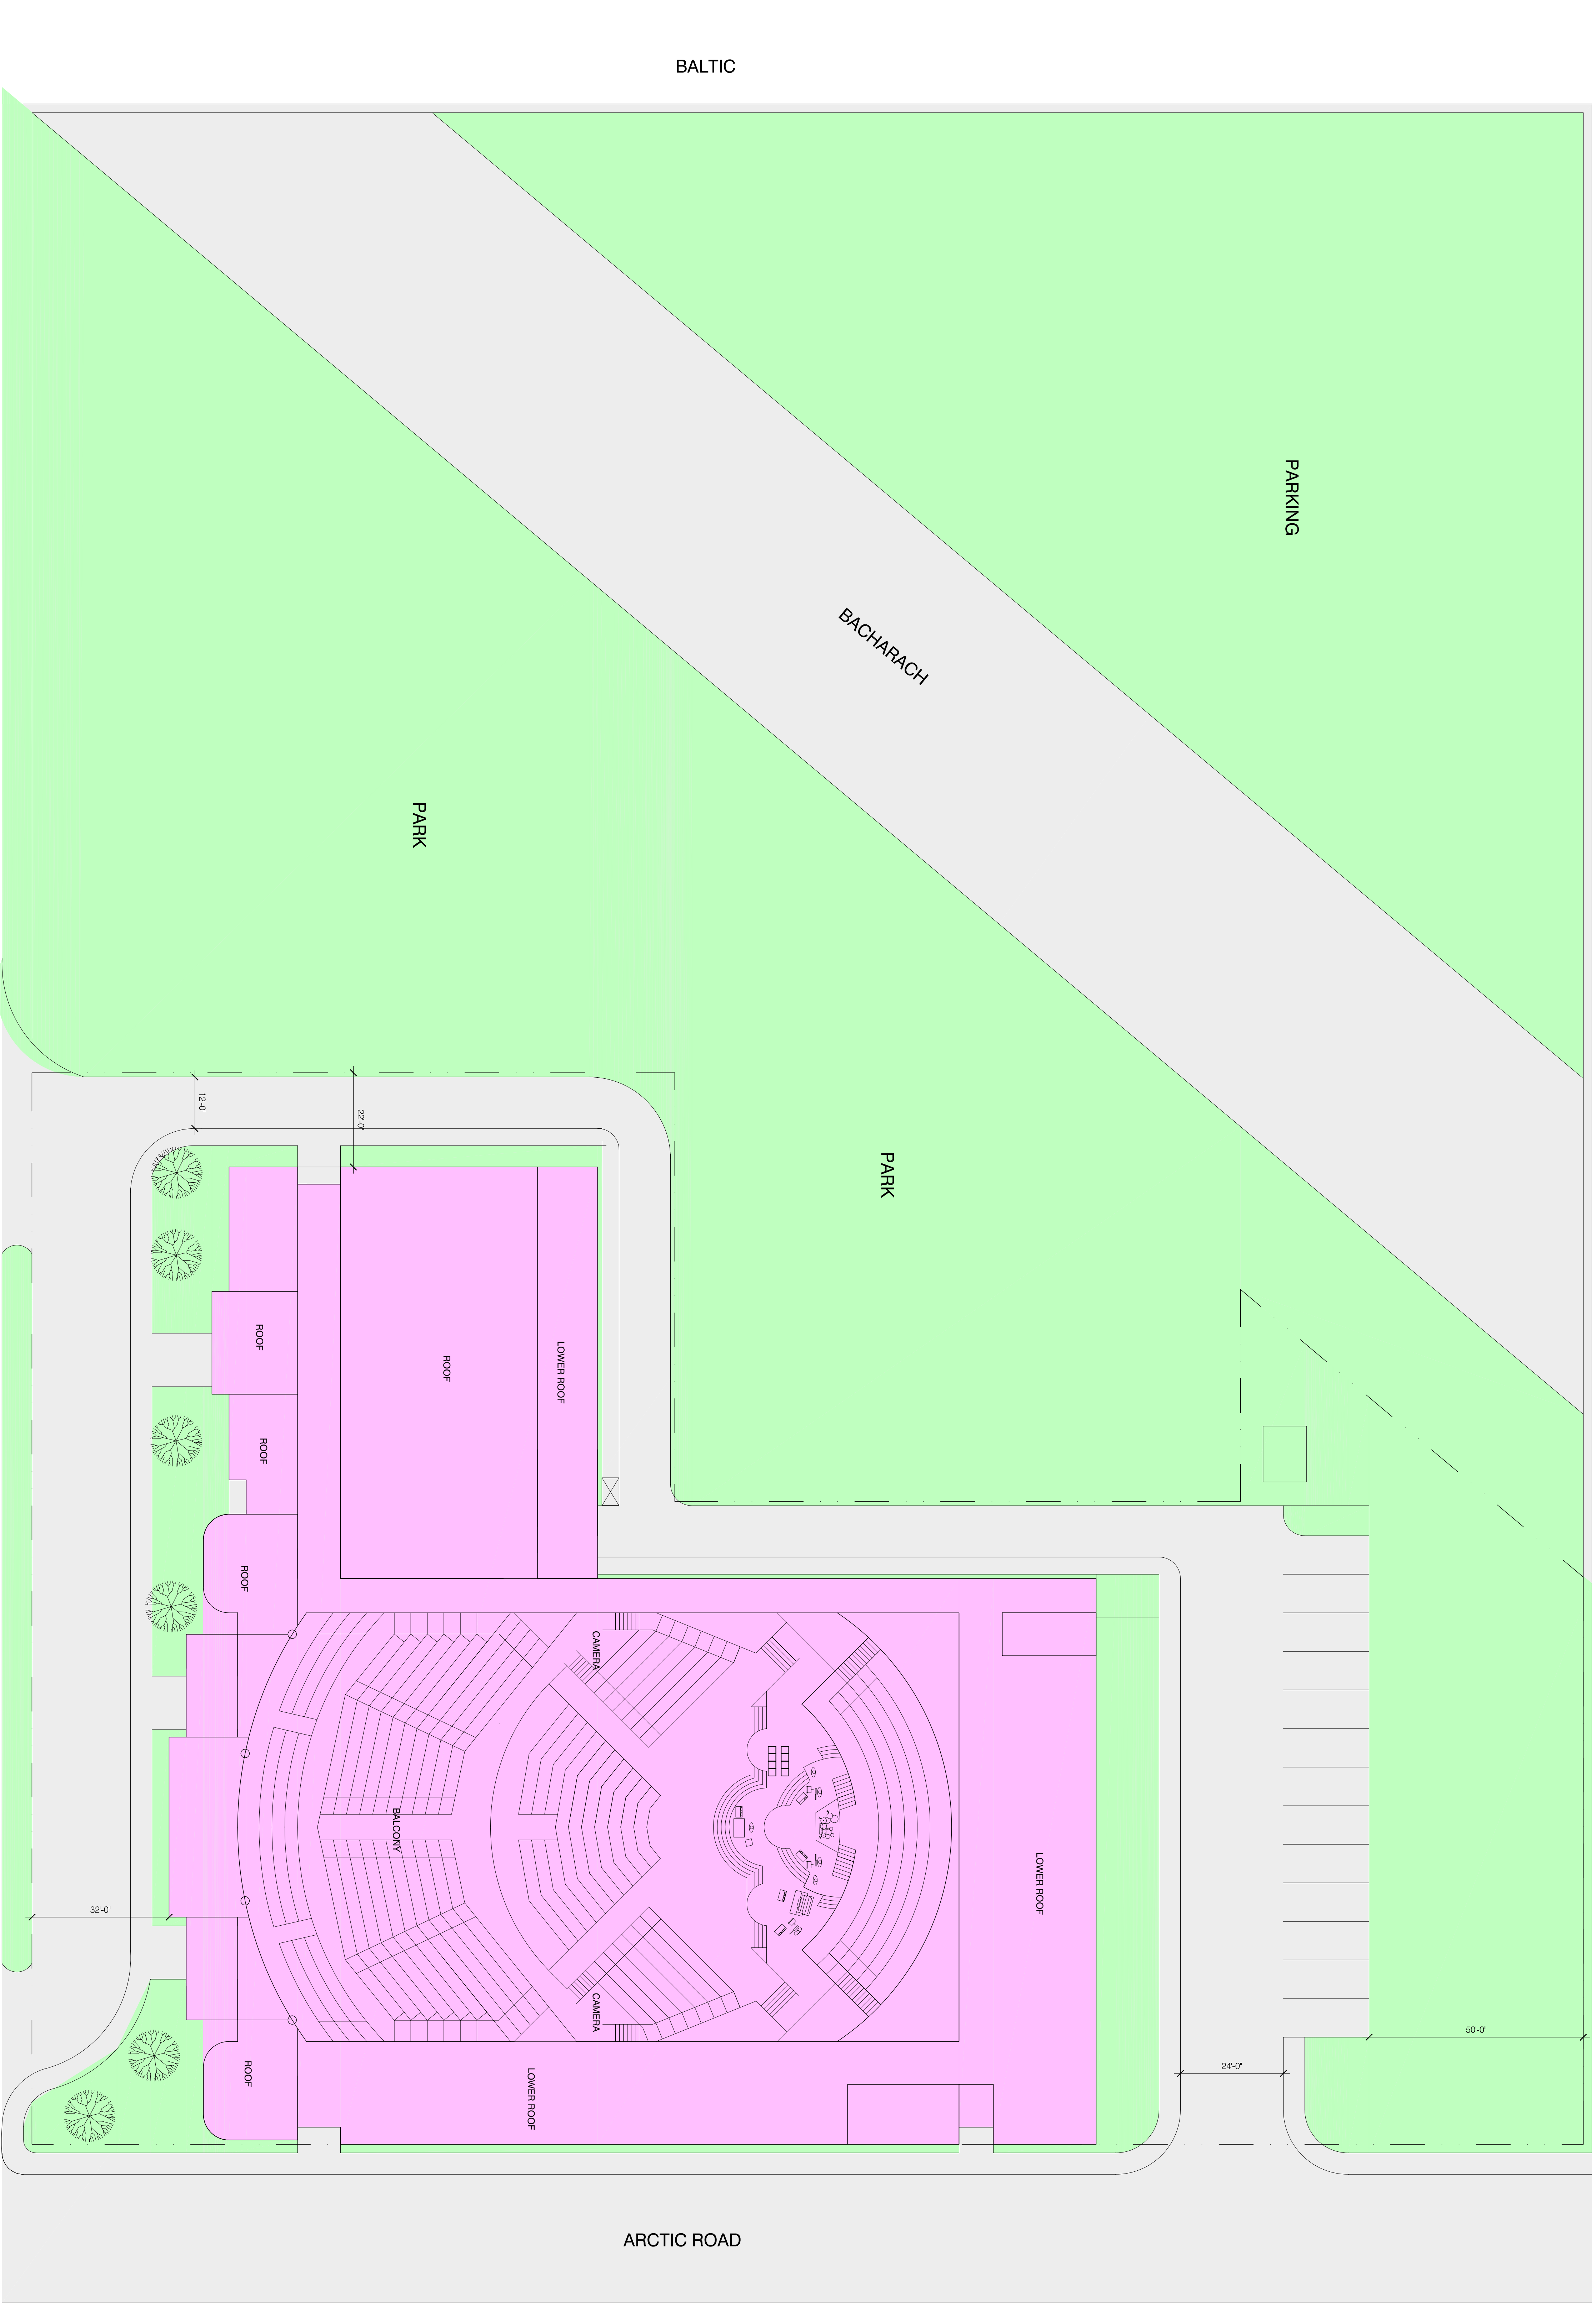 BALTIC
PARKING
BACHARACH
PARK
12'-0"
22'-0"
PARK
ROOF
ROOF
LOWER ROOF
ROOF
ROOF
CAMERA
BALCONY
LOWER ROOF
32'-0"
CAMERA
50'-0"
24'-0"
ROOF
LOWER ROOF
ARCTIC ROAD